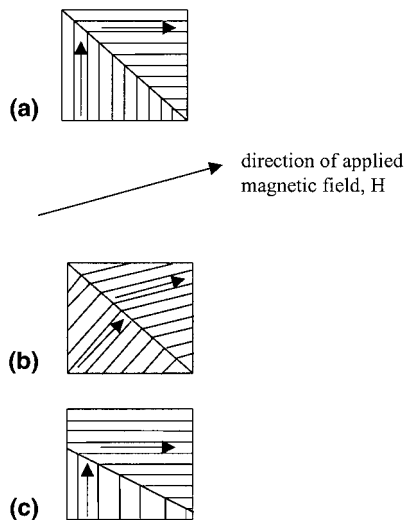 (a)
direction of applied
magnetic field, H
(b)
(c)